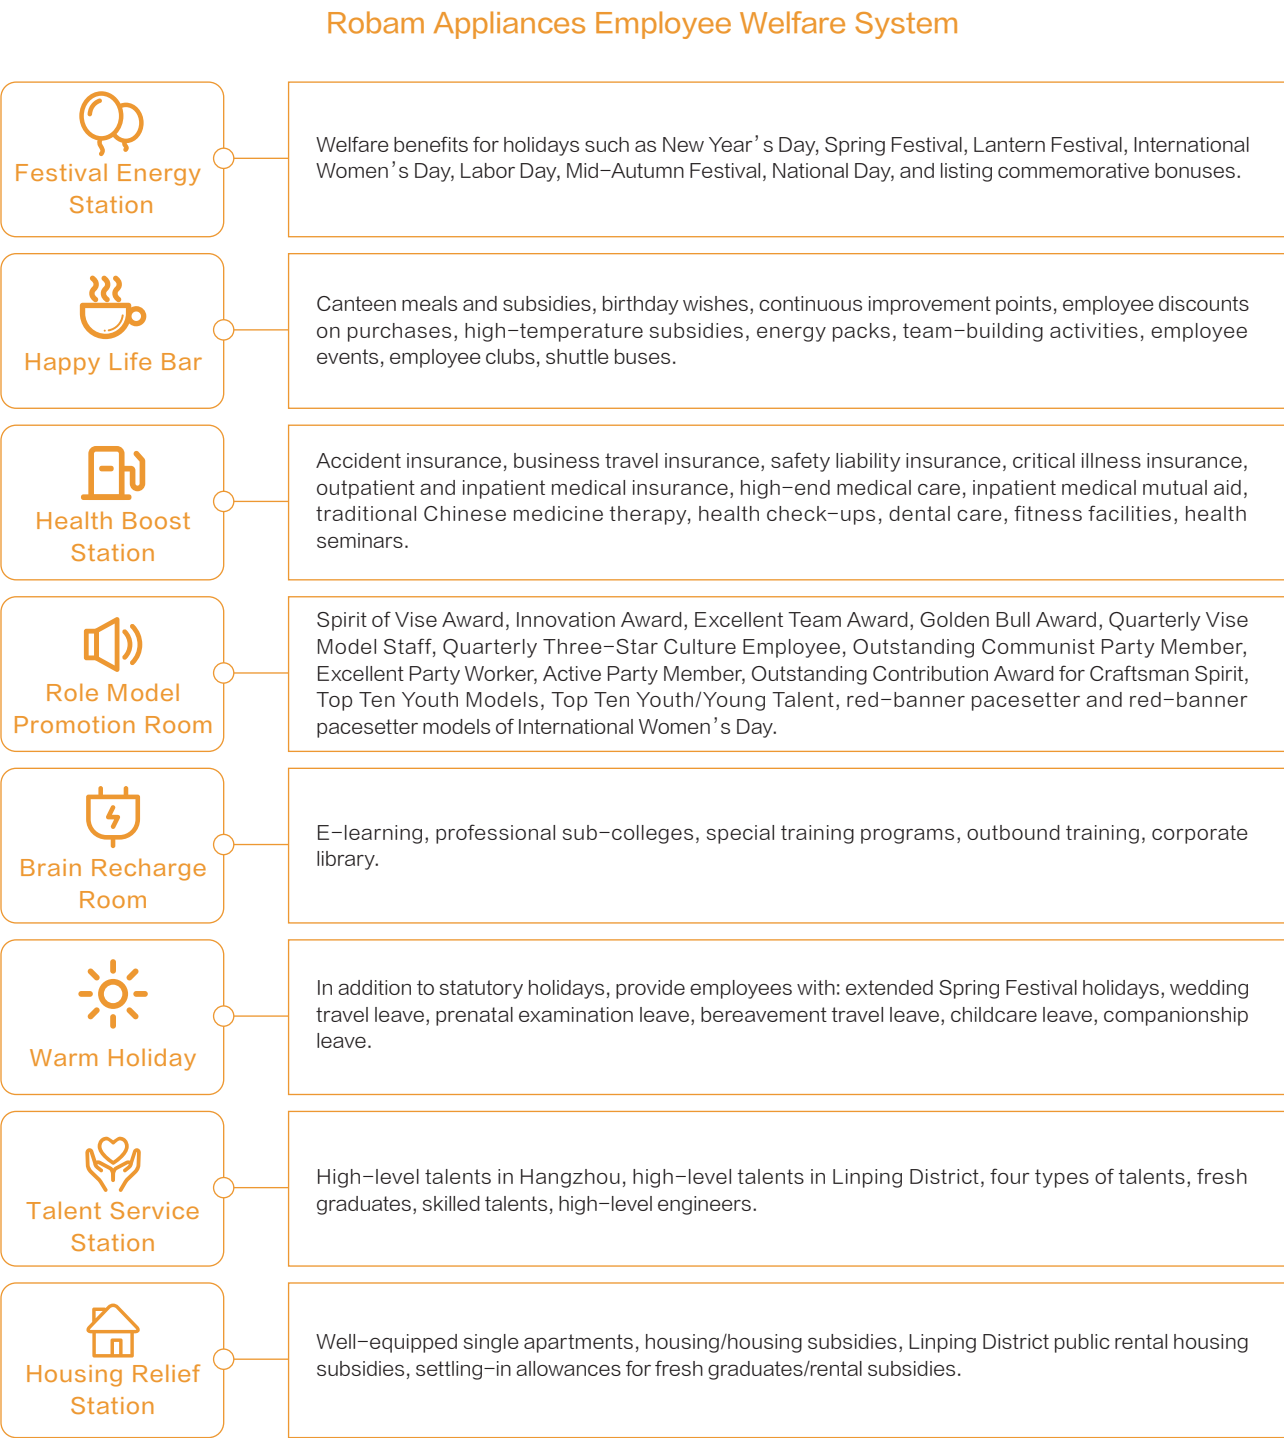 Robam Appliances Employee Welfare System
Festival Energy
Station
Welfare benefits for holidays such as New Year’s Day, Spring Festival, Lantern Festival, International
Women’s Day, Labor Day, Mid-Autumn Festival, National Day, and listing commemorative bonuses.
Happy Life Bar
Canteen meals and subsidies, birthday wishes, continuous improvement points, employee discounts
on purchases, high-temperature subsidies, energy packs, team-building activities, employee
events, employee clubs, shuttle buses.
Health Boost
Station
Accident insurance, business travel insurance, safety liability insurance, critical illness insurance,
outpatient and inpatient medical insurance, high-end medical care, inpatient medical mutual aid,
traditional Chinese medicine therapy, health check-ups, dental care, fitness facilities, health
seminars.
Role Model
Promotion Room
Spirit of Vise Award, Innovation Award, Excellent Team Award, Golden Bull Award, Quarterly Vise
Model Staff, Quarterly Three-Star Culture Employee, Outstanding Communist Party Member,
Excellent Party Worker, Active Party Member, Outstanding Contribution Award for Craftsman Spirit,
Top Ten Youth Models, Top Ten Youth/Young Talent, red-banner pacesetter and red-banner
pacesetter models of International Women’s Day.
Brain Recharge
Room
E-learning, professional sub-colleges, special training programs, outbound training, corporate
library.
Warm Holiday
In addition to statutory holidays, provide employees with: extended Spring Festival holidays, wedding
travel leave, prenatal examination leave, bereavement travel leave, childcare leave, companionship
leave.
Talent Service
Station
High-level talents in Hangzhou, high-level talents in Linping District, four types of talents, fresh
graduates, skilled talents, high-level engineers.
Housing Relief
Station
Well-equipped single apartments, housing/housing subsidies, Linping District public rental housing
subsidies, settling-in allowances for fresh graduates/rental subsidies.